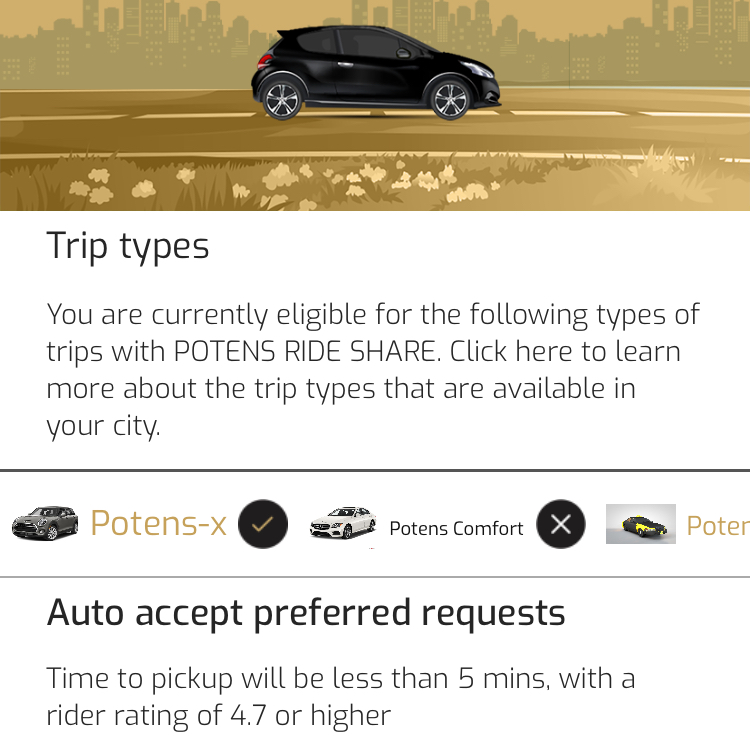 Trip types
You are currently eligible for the following types of
trips with POTENS RIDE SHARE. Click here to learn
more about the trip types that are available in
your city.
Potens-x Potens Comfort Poten
Auto accept preferred requests
Time to pickup will be less than 5 mins, with a
rider rating of 4.7 or higher